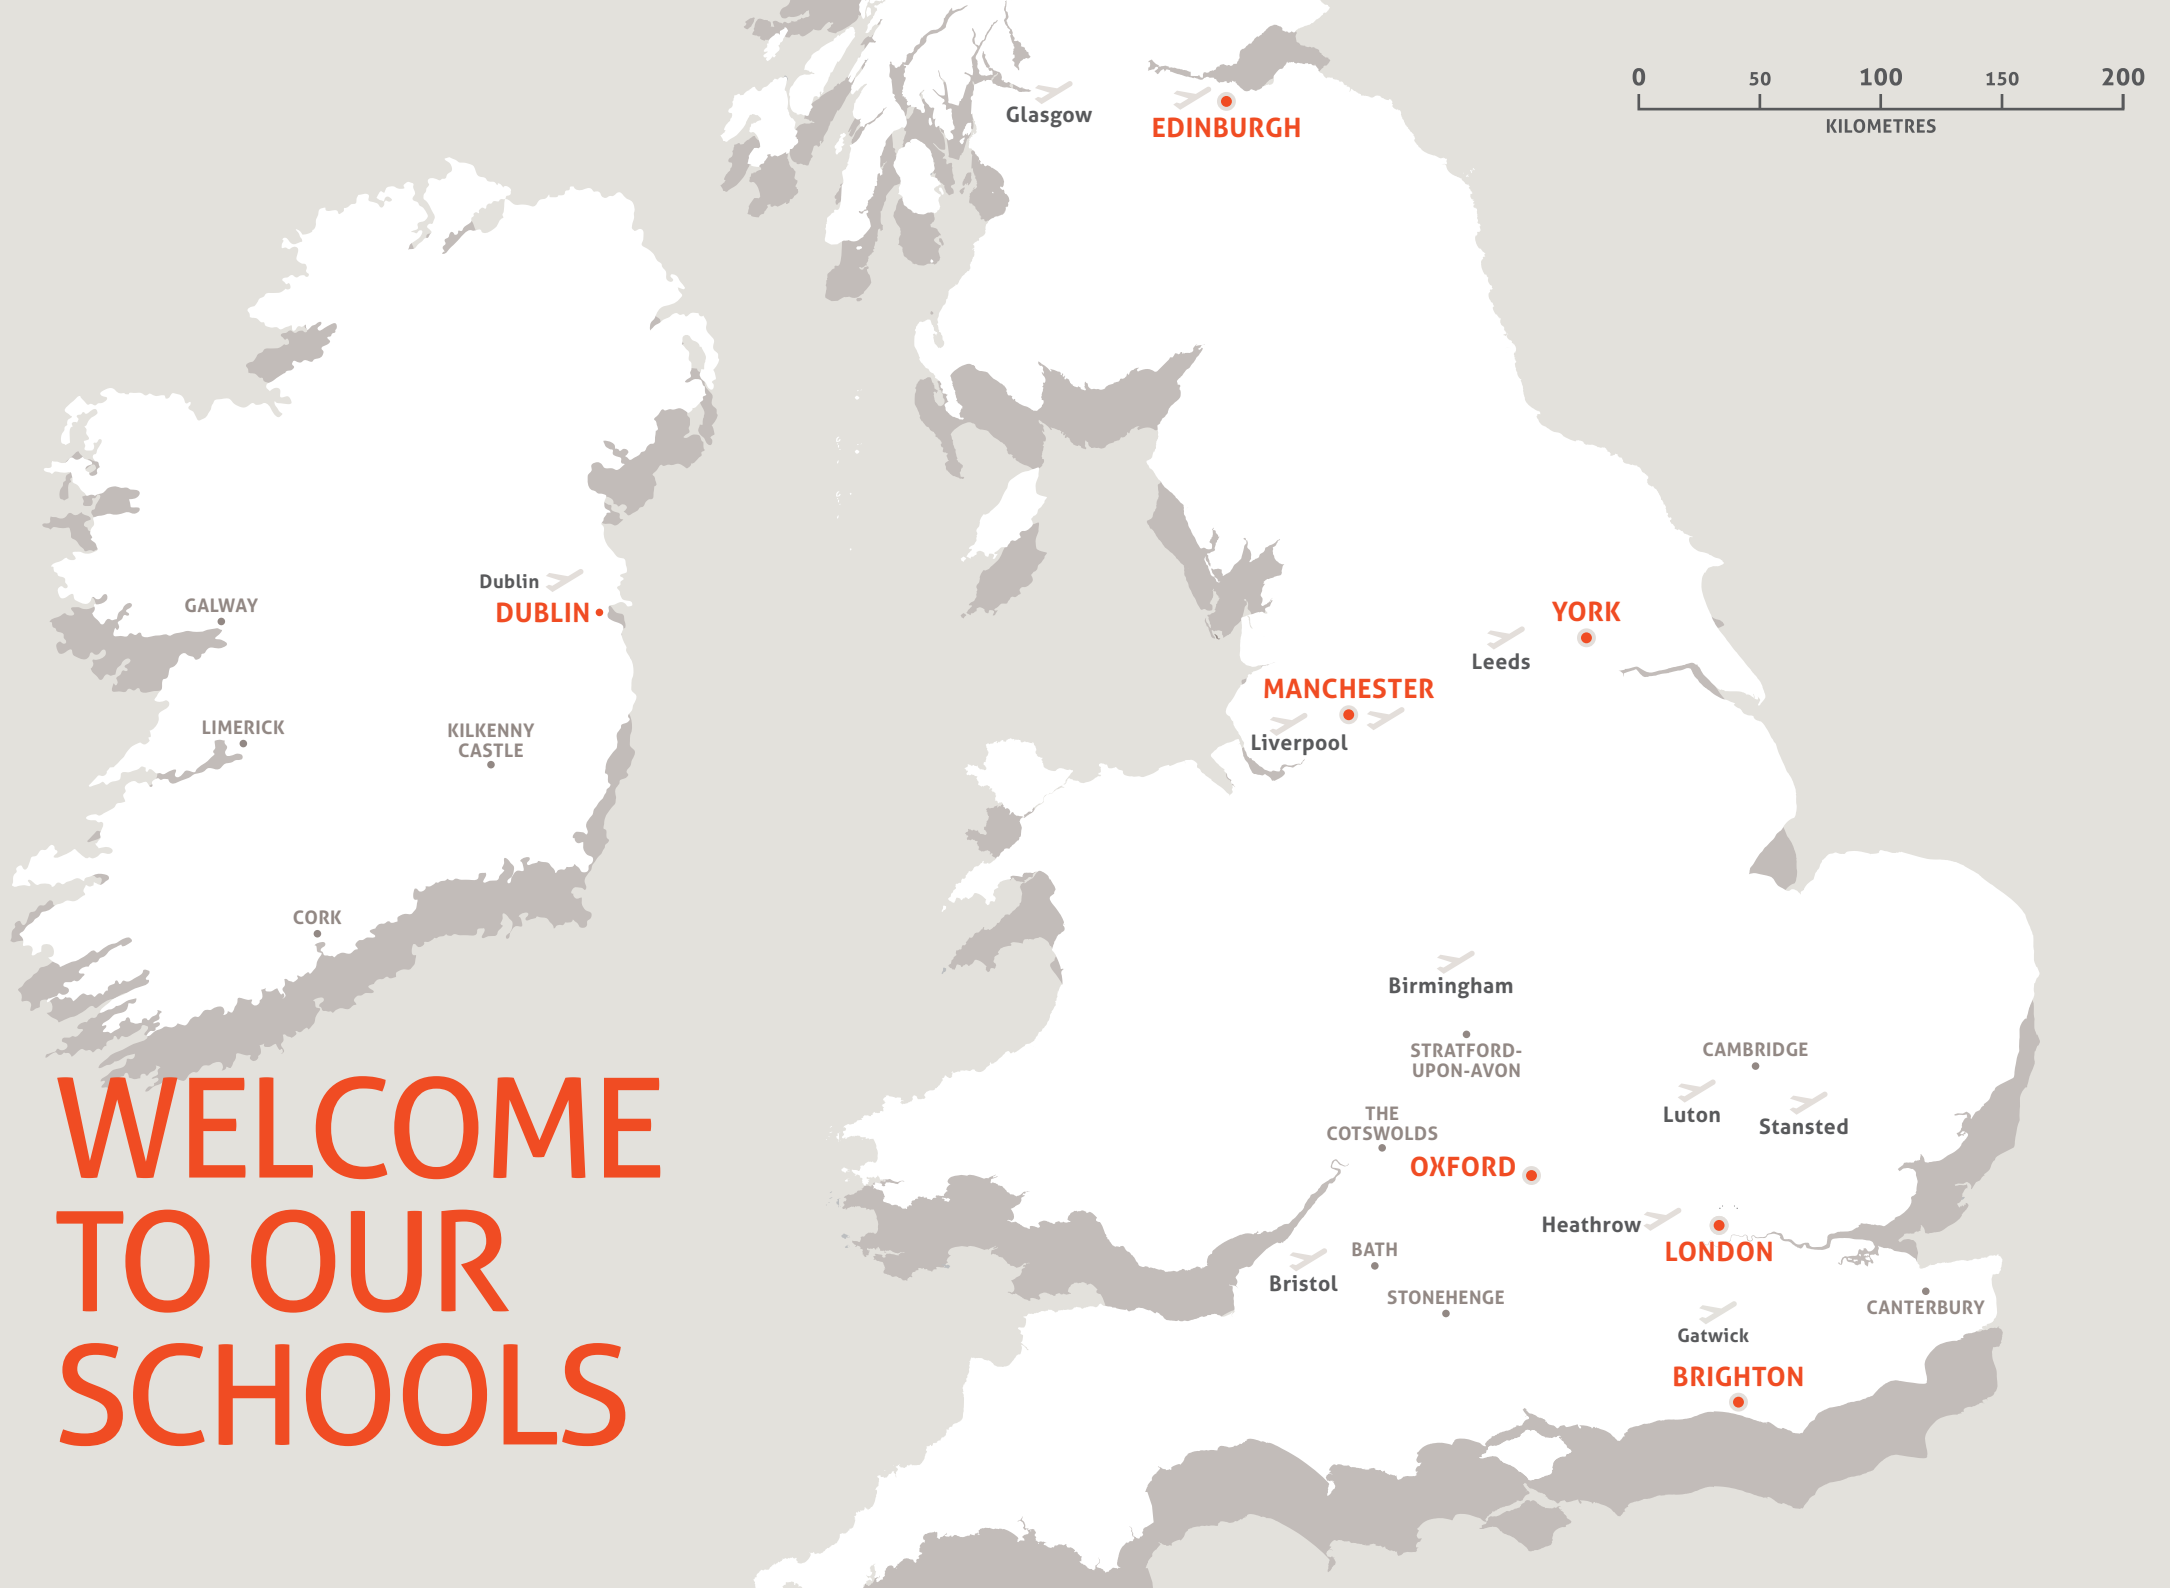 0 50 100 150 200
KILOMETRES
Glasgow
EDINBURGH
Dublin
DUBLIN
GALWAY
LIMERICK
KILKENNY
CASTLE
CORK
YORK
Leeds
MANCHESTER
Liverpool
Birmingham
STRATFORD-
UPON-AVON
CAMBRIDGE
Luton
Stansted
THE
COTSWOLDS
OXFORD
Heathrow
LONDON
BATH
Bristol
STONEHENGE
CANTERBURY
Gatwick
BRIGHTON
WELCOME
TO OUR
SCHOOLS